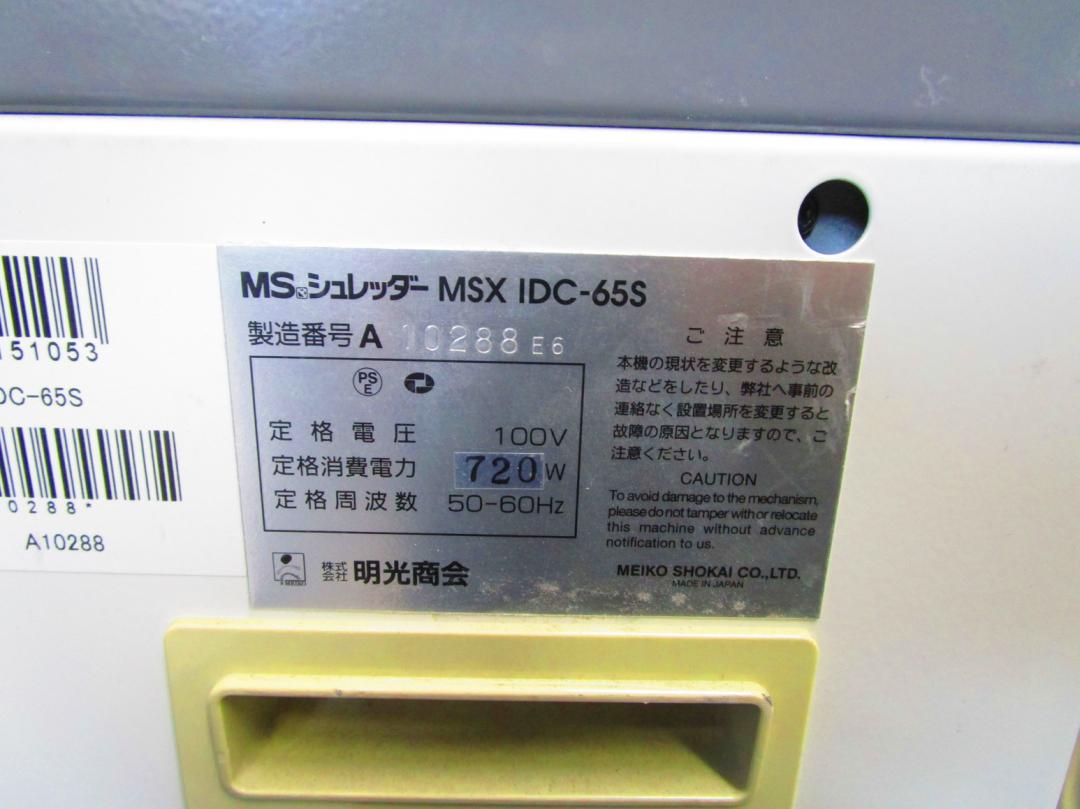 151053
DC-65S
0288*
A10288
MSシュレッダー MSX IDC-65S
製造番号 A 10288 E6
PS
E
定格電圧 100V
定格消費電力 720W
定格周波数 50-60Hz
株式会社 明光商会
ご注意
本機の現状を変更するような改
造などをしたり、弊社へ事前の
連絡なく設置場所を変更すると
故障の原因となりますので、ご
注意ください。
CAUTION
To avoid damage to the mechanism,
please do not tamper with or relocate
this machine without advance
notification to us.
MEIKO SHOKAI CO.,LTD.
MADE IN JAPAN